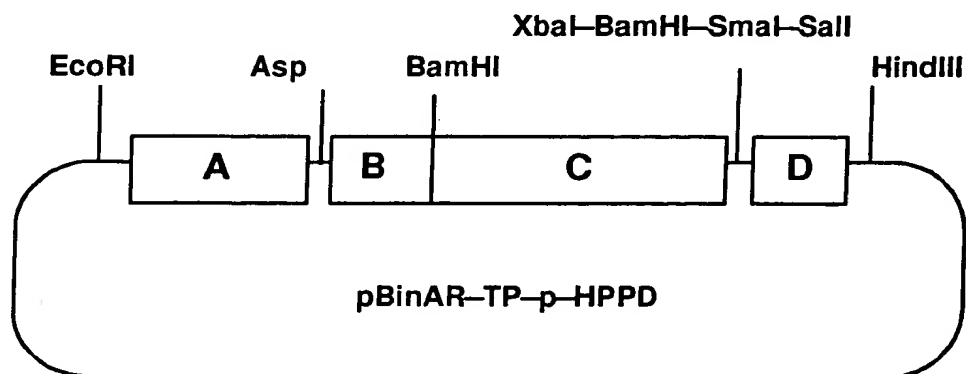 XbaI–BamHI–SmaI–SalI
EcoRI Asp BamHI HindIII
A B C D
pBinAR–TP–p–HPPD